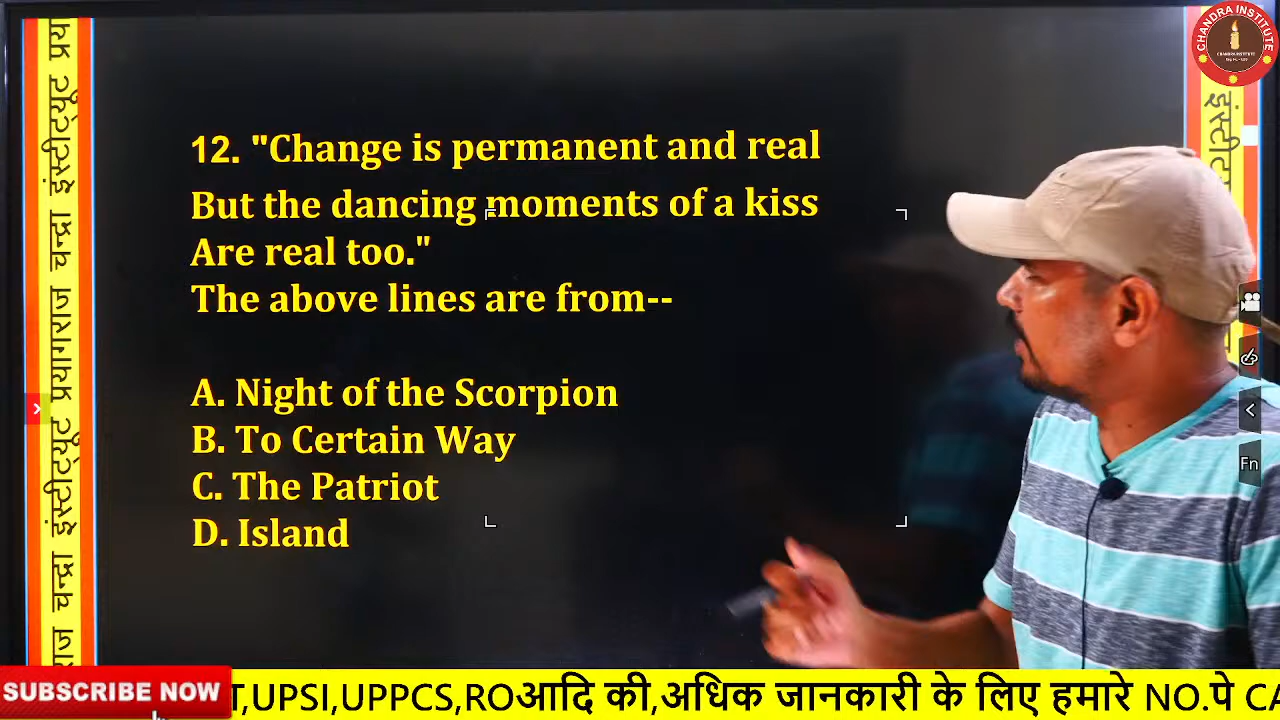 CHANDRA INSTITUTE
12. "Change is permanent and real
But the dancing moments of a kiss
Are real too."
The above lines are from--
A. Night of the Scorpion
B. To Certain Way
C. The Patriot
D. Island
चन्द्रा इंस्टीट्यूट प्रयागराज चन्द्रा इंस्टीट्यूट
Fn
SUBSCRIBE NOW
T,UPSI,UPPCS,ROआदि की,अधिक जानकारी के लिए हमारे NO.पे CA